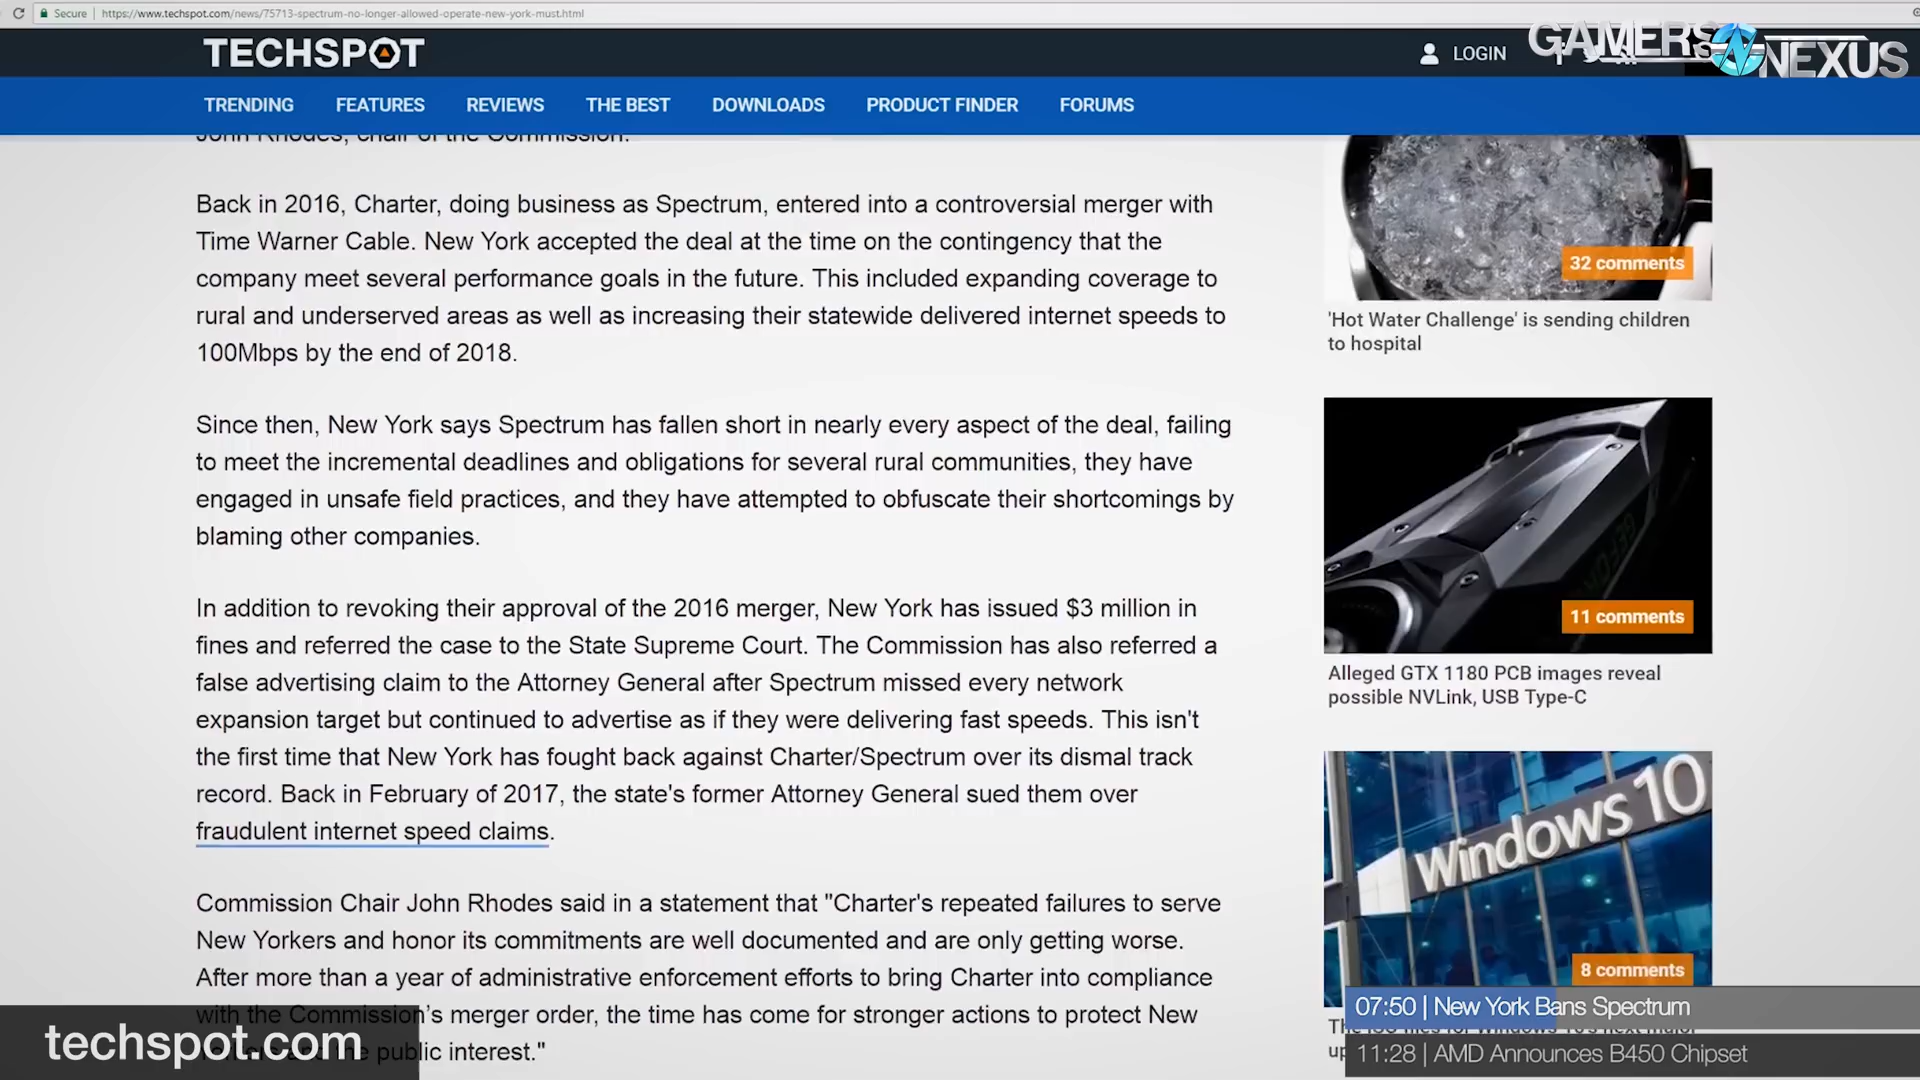 Secure
https://www.techspot.com/news/75713-spectrum-no-longer-allowed-operate-new-york-must.html
TECHSPOT
LOGIN
GAMERS NEXUS
TRENDING FEATURES REVIEWS THE BEST DOWNLOADS PRODUCT FINDER FORUMS
John Rhodes, chair of the Commission.
Back in 2016, Charter, doing business as Spectrum, entered into a controversial merger with
Time Warner Cable. New York accepted the deal at the time on the contingency that the
company meet several performance goals in the future. This included expanding coverage to
rural and underserved areas as well as increasing their statewide delivered internet speeds to
100Mbps by the end of 2018.
Since then, New York says Spectrum has fallen short in nearly every aspect of the deal, failing
to meet the incremental deadlines and obligations for several rural communities, they have
engaged in unsafe field practices, and they have attempted to obfuscate their shortcomings by
blaming other companies.
In addition to revoking their approval of the 2016 merger, New York has issued $3 million in
fines and referred the case to the State Supreme Court. The Commission has also referred a
false advertising claim to the Attorney General after Spectrum missed every network
expansion target but continued to advertise as if they were delivering fast speeds. This isn't
the first time that New York has fought back against Charter/Spectrum over its dismal track
record. Back in February of 2017, the state's former Attorney General sued them over
fraudulent internet speed claims.
Commission Chair John Rhodes said in a statement that "Charter's repeated failures to serve
New Yorkers and honor its commitments are well documented and are only getting worse.
After more than a year of administrative enforcement efforts to bring Charter into compliance
with the Commission's merger order, the time has come for stronger actions to protect New
public interest."
32 comments
'Hot Water Challenge' is sending children
to hospital
GEFORCE
11 comments
Alleged GTX 1180 PCB images reveal
possible NVLink, USB Type-C
Windows 10
8 comments
techspot.com
07:50 | New York Bans Spectrum
11:28 | AMD Announces B450 Chipset